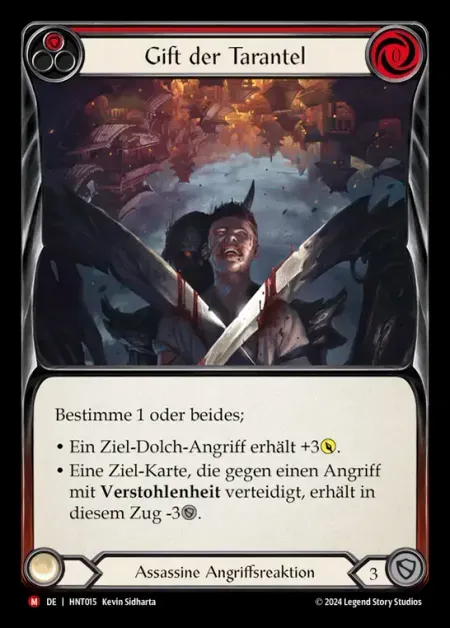 Gift der Tarantel
0
Bestimme 1 oder beides;
• Ein Ziel-Dolch-Angriff erhält +3.
• Eine Ziel-Karte, die gegen einen Angriff
mit Verstohlenheit verteidigt, erhält in
diesem Zug -3.
Assassine Angriffsreaktion
3
M DE | HNT015 Kevin Sidharta
© 2024 Legend Story Studios